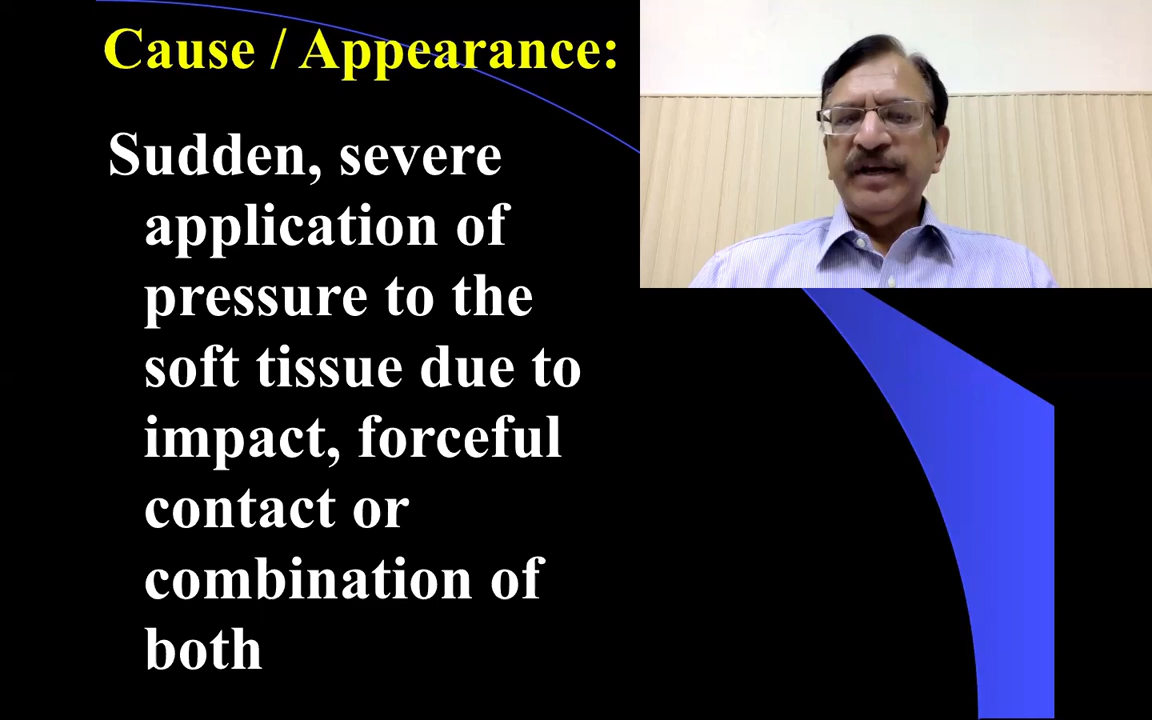 Cause / Appearance:
Sudden, severe
application of
pressure to the
soft tissue due to
impact, forceful
contact or
combination of
both